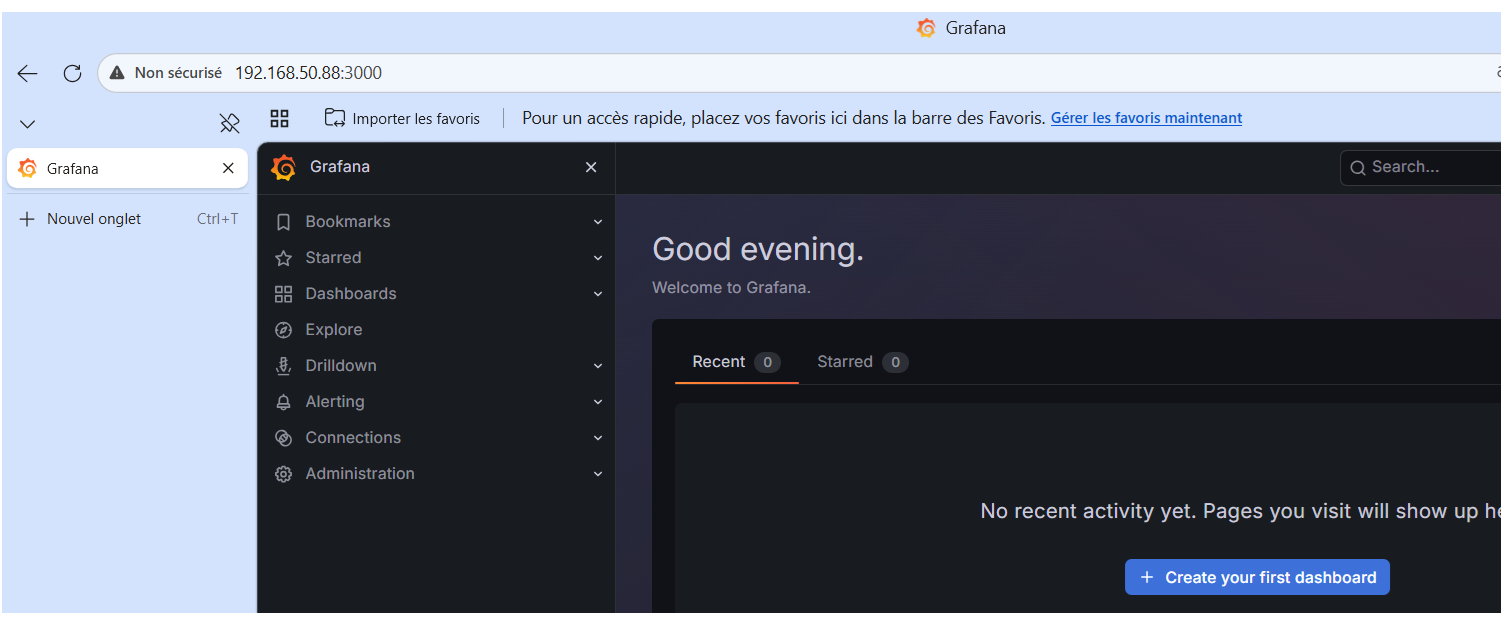 Grafana
Non sécurisé 192.168.50.88:3000
Importer les favoris Pour un accès rapide, placez vos favoris ici dans la barre des Favoris. Gérer les favoris maintenant
Grafana
Nouvel onglet Ctrl+T
Grafana
Search...
Bookmarks
Starred
Dashboards
Explore
Drilldown
Alerting
Connections
Administration
Good evening.
Welcome to Grafana.
Recent 0 Starred 0
No recent activity yet. Pages you visit will show up
Create your first dashboard